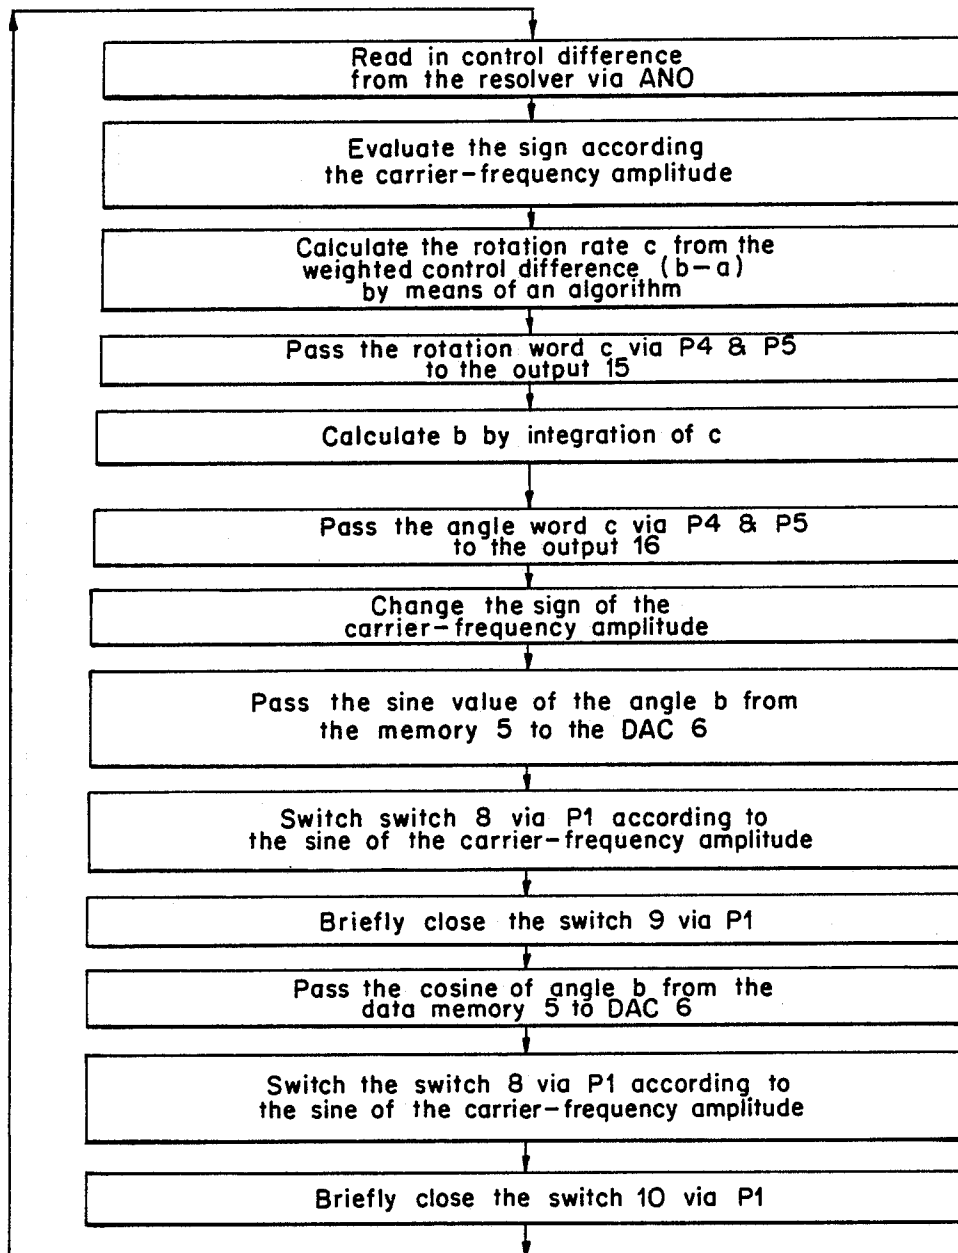 Read in control difference
from the resolver via ANO
Evaluate the sign according
the carrier-frequency amplitude
Calculate the rotation rate c from the
weighted control difference (b-a)
by means of an algorithm
Pass the rotation word c via P4 & P5
to the output 15
Calculate b by integration of c
Pass the angle word c via P4 & P5
to the output 16
Change the sign of the
carrier-frequency amplitude
Pass the sine value of the angle b from
the memory 5 to the DAC 6
Switch switch 8 via P1 according to
the sine of the carrier-frequency amplitude
Briefly close the switch 9 via P1
Pass the cosine of angle b from the
data memory 5 to DAC 6
Switch the switch 8 via P1 according to
the sine of the carrier-frequency amplitude
Briefly close the switch 10 via P1